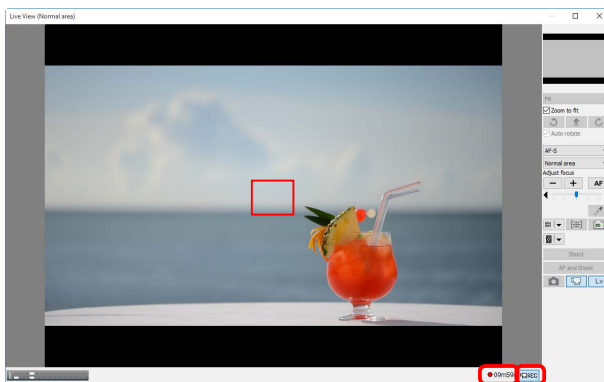 Live View (Normal area)
Fit
Zoom to fit
Auto rotate
AF-S
Normal area
Adjust focus
AF
Shoot
AF and Shoot
Lv
09m59s
REC